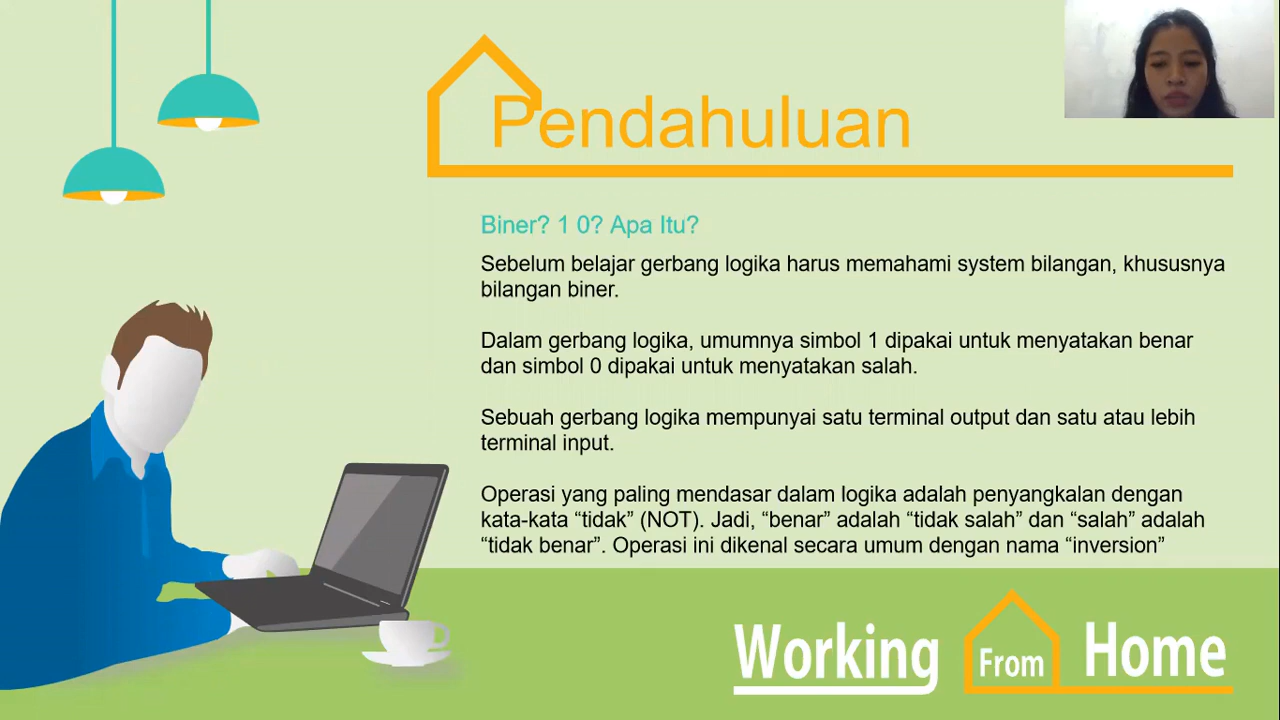 Pendahuluan
Biner? 1 0? Apa Itu?
Sebelum belajar gerbang logika harus memahami system bilangan, khususnya
bilangan biner.
Dalam gerbang logika, umumnya simbol 1 dipakai untuk menyatakan benar
dan simbol 0 dipakai untuk menyatakan salah.
Sebuah gerbang logika mempunyai satu terminal output dan satu atau lebih
terminal input.
Operasi yang paling mendasar dalam logika adalah penyangkalan dengan
kata-kata “tidak” (NOT). Jadi, “benar” adalah “tidak salah” dan “salah” adalah
“tidak benar”. Operasi ini dikenal secara umum dengan nama “inversion”
Working From Home